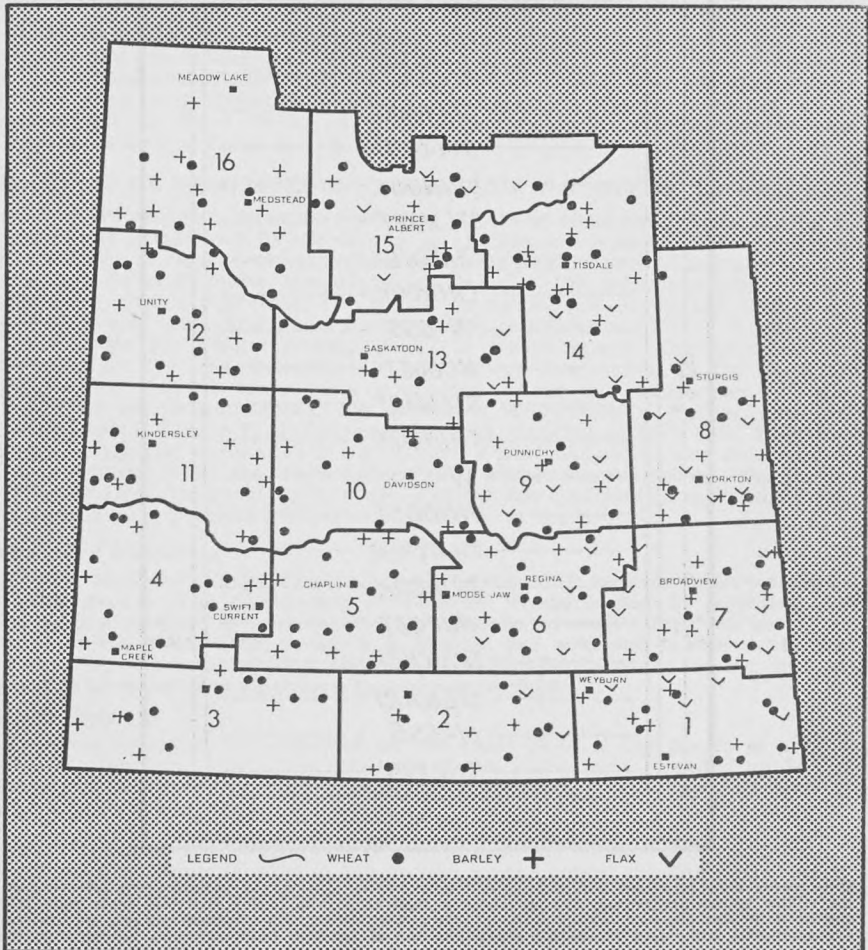 MEADOW LAKE
16
MEDSTEAD
PRINCE
ALBERT
15
TISDALE
UNITY
12
SASKATOON
13
14
STURGIS
8
KINDERSLEY
11
PUNNICHY
9
10
DAVIDSON
YORKTON
4
CHAPLIN
5
SWIFT
CURRENT
MOOSE JAW
REGINA
6
BROADVIEW
7
MAPLE
CREEK
WEYBURN
3
2
1
ESTEVAN
LEGEND WHEAT BARLEY FLAX